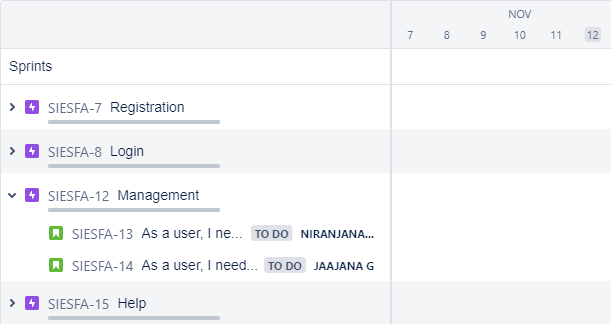 NOV
7 8 9 10 11 12
Sprints
SIESFA-7 Registration
SIESFA-8 Login
SIESFA-12 Management
SIESFA-13 As a user, I ne... TO DO NIRANJANA...
SIESFA-14 As a user, I need... TO DO JAAJANA G
SIESFA-15 Help